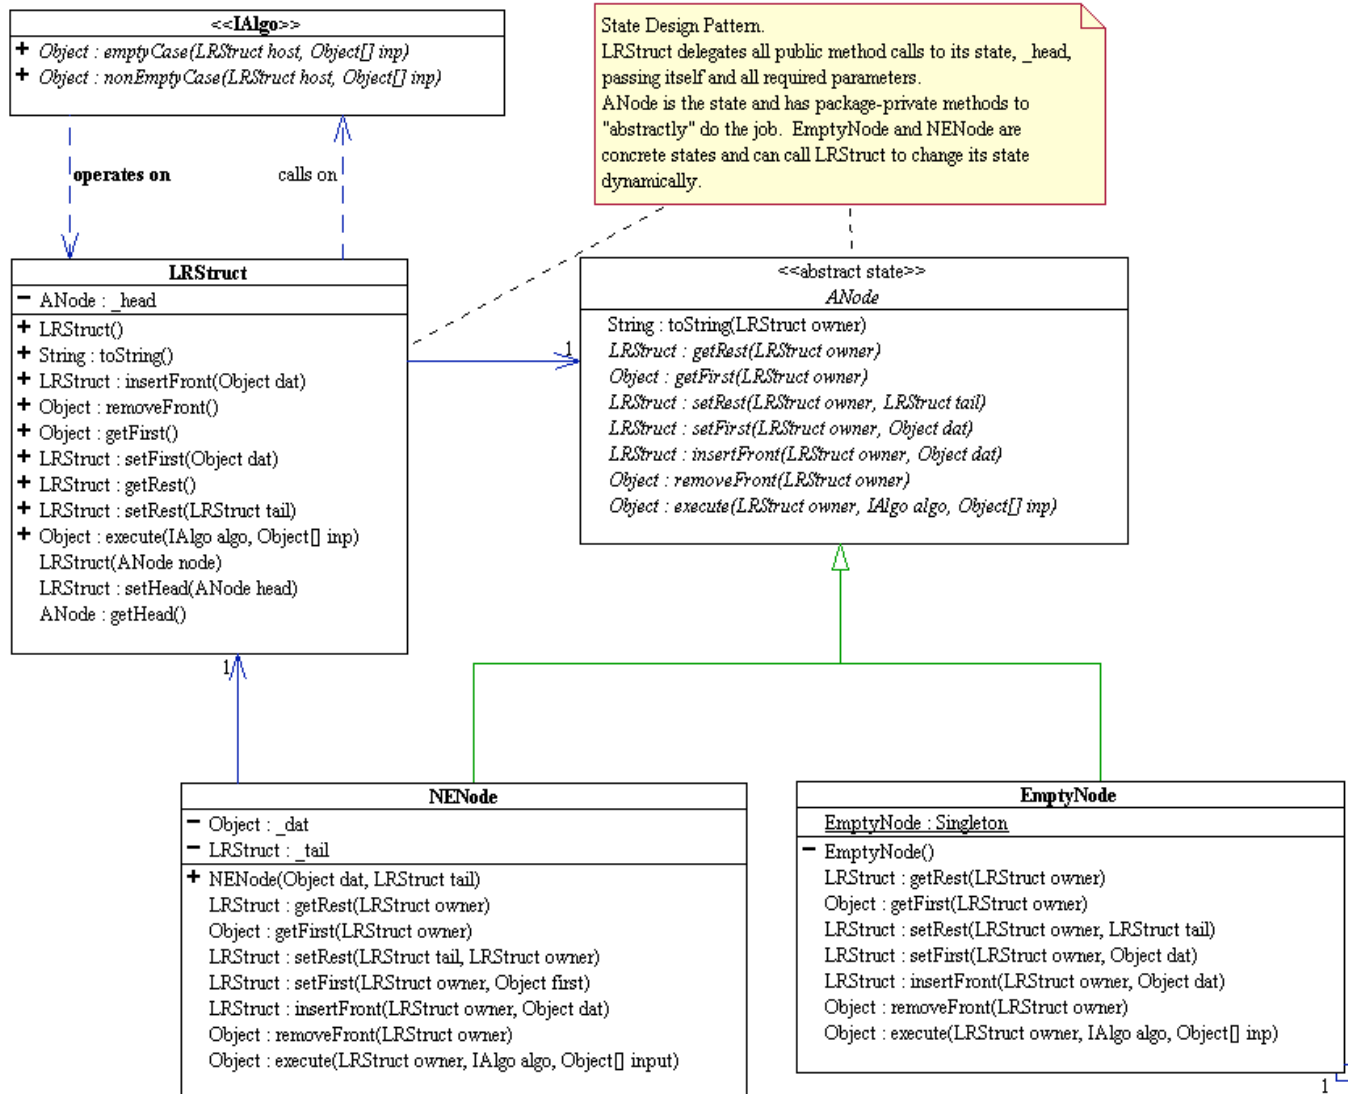 <<IAlgo>>
+ Object : emptyCase(LRStruct host, Object[] inp)
+ Object : nonEmptyCase(LRStruct host, Object[] inp)
State Design Pattern.
LRStruct delegates all public method calls to its state, _head,
passing itself and all required parameters.
ANode is the state and has package-private methods to
"abstractly" do the job. EmptyNode and NENode are
concrete states and can call LRStruct to change its state
dynamically.
operates on
calls on
LRStruct
- ANode : _head
+ LRStruct()
+ String : toString()
+ LRStruct : insertFront(Object dat)
+ Object : removeFront()
+ Object : getFirst()
+ LRStruct : setFirst(Object dat)
+ LRStruct : getRest()
+ LRStruct : setRest(LRStruct tail)
+ Object : execute(IAlgo algo, Object[] inp)
LRStruct(ANode node)
LRStruct : setHead(ANode head)
ANode : getHead()
1
<<abstract state>>
ANode
String : toString(LRStruct owner)
LRStruct : getRest(LRStruct owner)
Object : getFirst(LRStruct owner)
LRStruct : setRest(LRStruct owner, LRStruct tail)
LRStruct : setFirst(LRStruct owner, Object dat)
LRStruct : insertFront(LRStruct owner, Object dat)
Object : removeFront(LRStruct owner)
Object : execute(LRStruct owner, IAlgo algo, Object[] inp)
1
NENode
- Object : _dat
- LRStruct : _tail
+ NENode(Object dat, LRStruct tail)
LRStruct : getRest(LRStruct owner)
Object : getFirst(LRStruct owner)
LRStruct : setRest(LRStruct tail, LRStruct owner)
LRStruct : setFirst(LRStruct owner, Object first)
LRStruct : insertFront(LRStruct owner, Object dat)
Object : removeFront(LRStruct owner)
Object : execute(LRStruct owner, IAlgo algo, Object[] input)
EmptyNode
EmptyNode : Singleton
- EmptyNode()
LRStruct : getRest(LRStruct owner)
Object : getFirst(LRStruct owner)
LRStruct : setRest(LRStruct owner, LRStruct tail)
LRStruct : setFirst(LRStruct owner, Object dat)
LRStruct : insertFront(LRStruct owner, Object dat)
Object : removeFront(LRStruct owner)
Object : execute(LRStruct owner, IAlgo algo, Object[] inp)
1